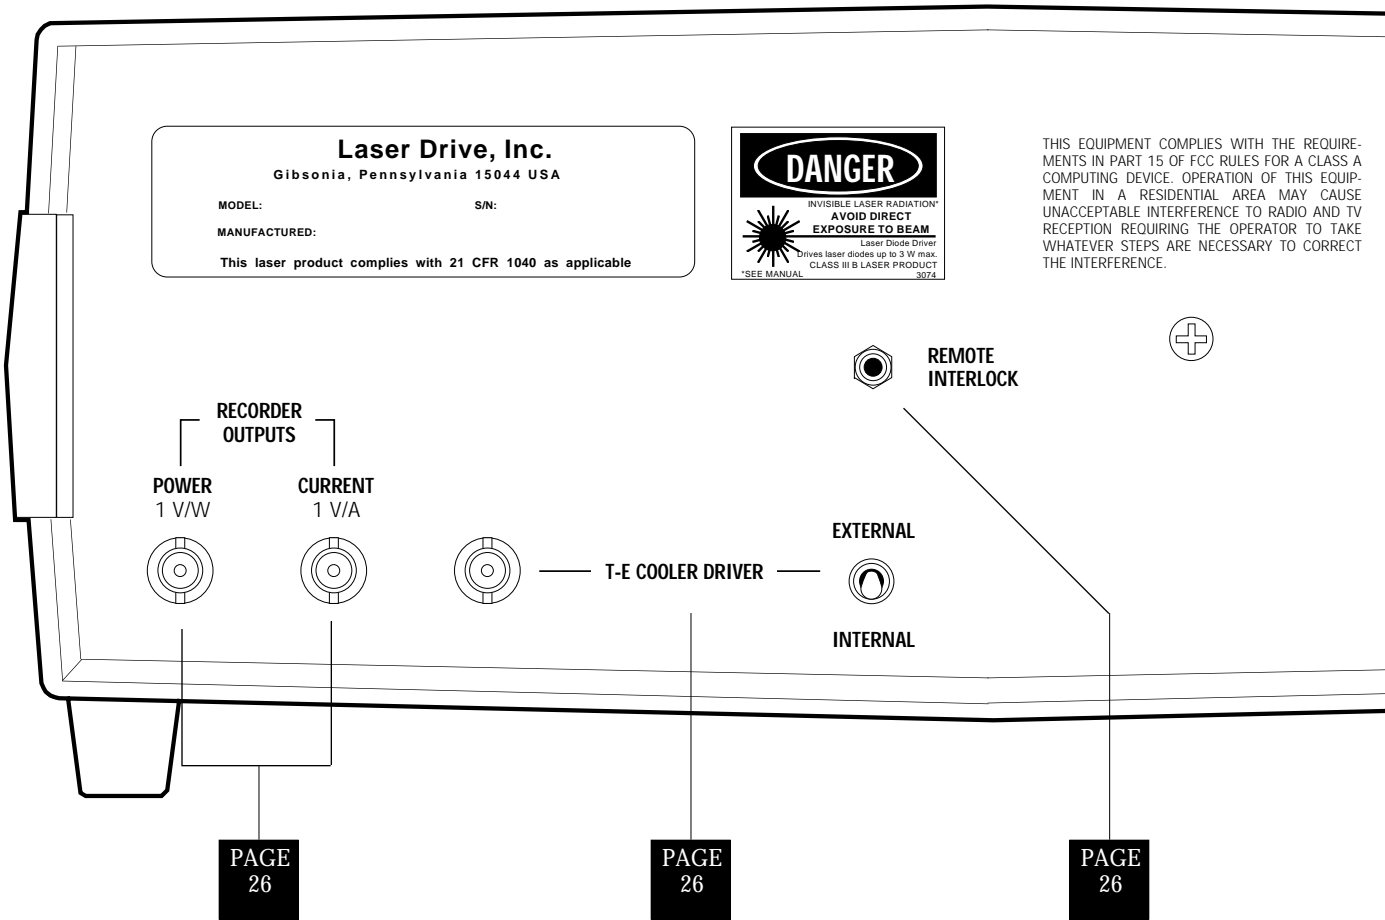 Laser Drive, Inc.
Gibsonia, Pennsylvania 15044 USA
MODEL: S/N:
MANUFACTURED:
This laser product complies with 21 CFR 1040 as applicable
DANGER
INVISIBLE LASER RADIATION*
AVOID DIRECT
EXPOSURE TO BEAM
Laser Diode Driver
Drives laser diodes up to 3 W max.
CLASS III B LASER PRODUCT
*SEE MANUAL 3074
THIS EQUIPMENT COMPLIES WITH THE REQUIRE-
MENTS IN PART 15 OF FCC RULES FOR A CLASS A
COMPUTING DEVICE. OPERATION OF THIS EQUIP-
MENT IN A RESIDENTIAL AREA MAY CAUSE
UNACCEPTABLE INTERFERENCE TO RADIO AND TV
RECEPTION REQUIRING THE OPERATOR TO TAKE
WHATEVER STEPS ARE NECESSARY TO CORRECT
THE INTERFERENCE.
REMOTE
INTERLOCK
RECORDER
OUTPUTS
POWER
1 V/W
CURRENT
1 V/A
T-E COOLER DRIVER
EXTERNAL
INTERNAL
PAGE
26
PAGE
26
PAGE
26